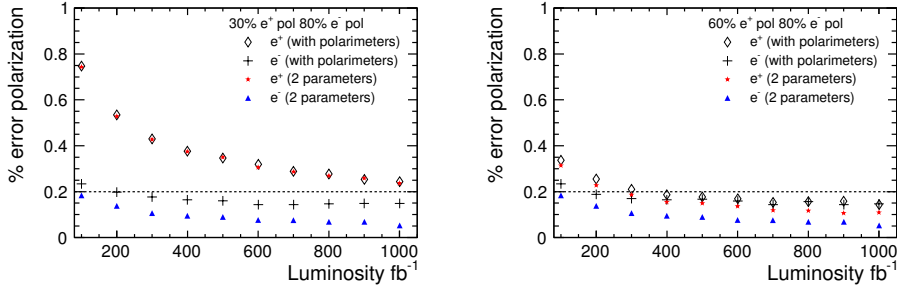 30% e⁺ pol 80% e⁻ pol
e⁺ (with polarimeters)
e⁻ (with polarimeters)
e⁺ (2 parameters)
e⁻ (2 parameters)
% error polarization
1
0.8
0.6
0.4
0.2
0
200 400 600 800 1000
Luminosity fb⁻¹
60% e⁺ pol 80% e⁻ pol
e⁺ (with polarimeters)
e⁻ (with polarimeters)
e⁺ (2 parameters)
e⁻ (2 parameters)
% error polarization
1
0.8
0.6
0.4
0.2
0
200 400 600 800 1000
Luminosity fb⁻¹